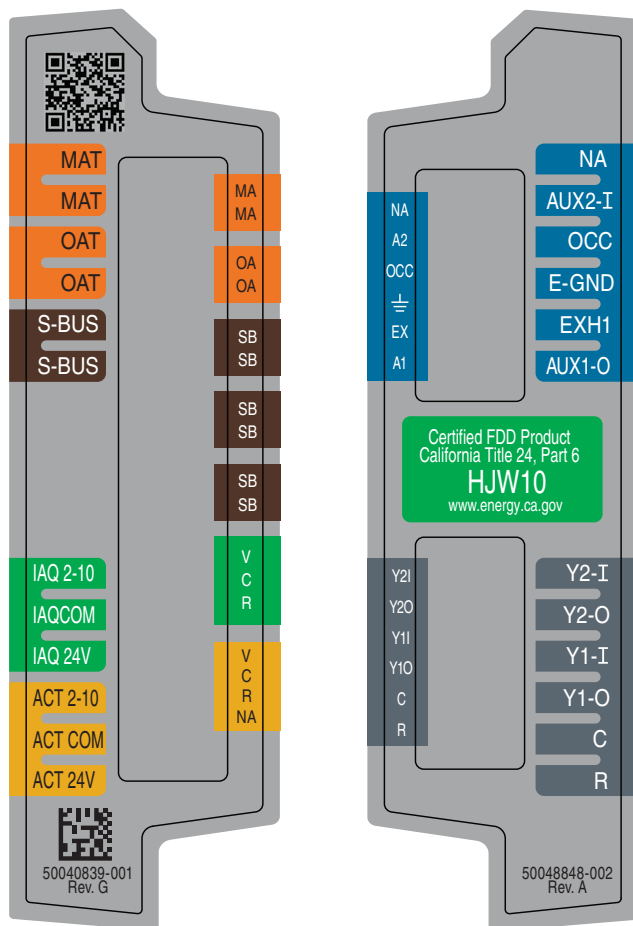 MAT
MAT
OAT
OAT
S-BUS
S-BUS
IAQ 2-10
IAQCOM
IAQ 24V
ACT 2-10
ACT COM
ACT 24V
50040839-001
Rev. G
MA
MA
OA
OA
SB
SB
SB
SB
SB
SB
V
C
R
V
C
R
NA
NA
A2
OCC
EX
A1
NA
AUX2-I
OCC
E-GND
EXH1
AUX1-O
Certified FDD Product
California Title 24, Part 6
HJW10
www.energy.ca.gov
Y2I
Y2O
Y1I
Y1O
C
R
Y2-I
Y2-O
Y1-I
Y1-O
C
R
50048848-002
Rev. A